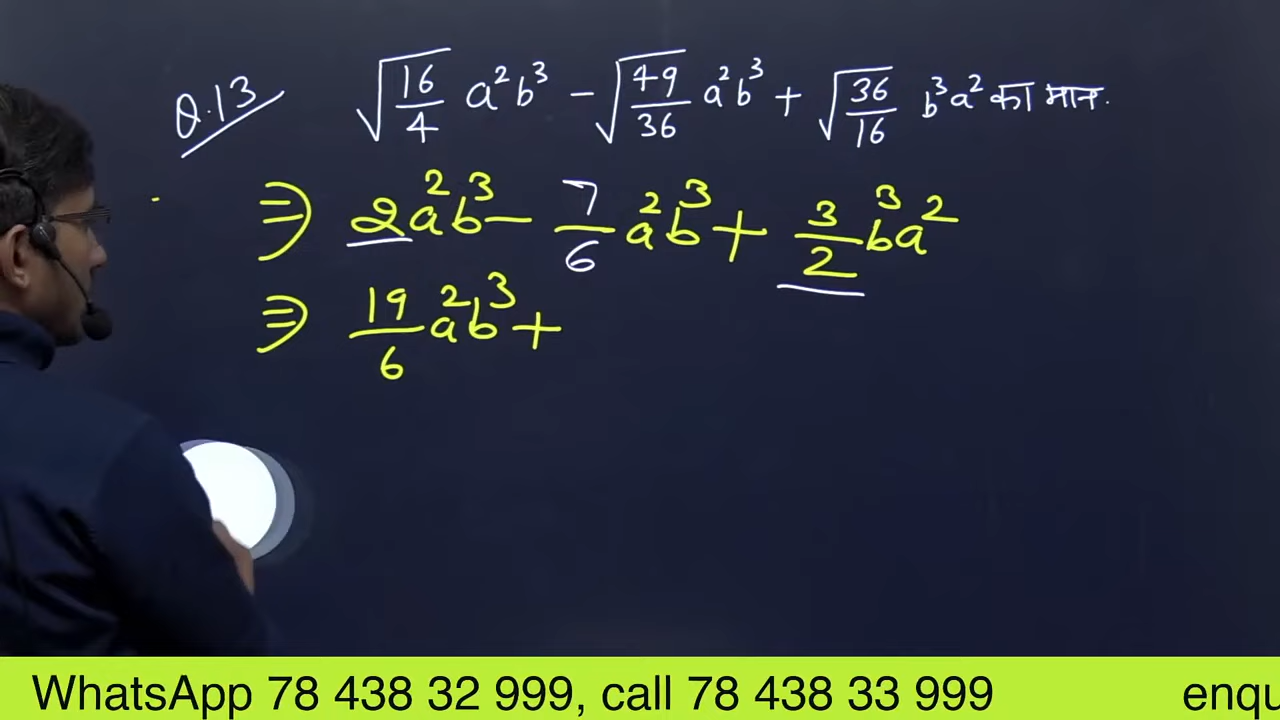 Q.13 √(16/4) a²b³ − √(49/36) a²b³ + √(36/16) b³a² का मान.
⇒ 2a²b³ − 7/6 a²b³ + 3/2 b³a²
⇒ 19/6 a²b³ +
WhatsApp 78 438 32 999, call 78 438 33 999 enqu